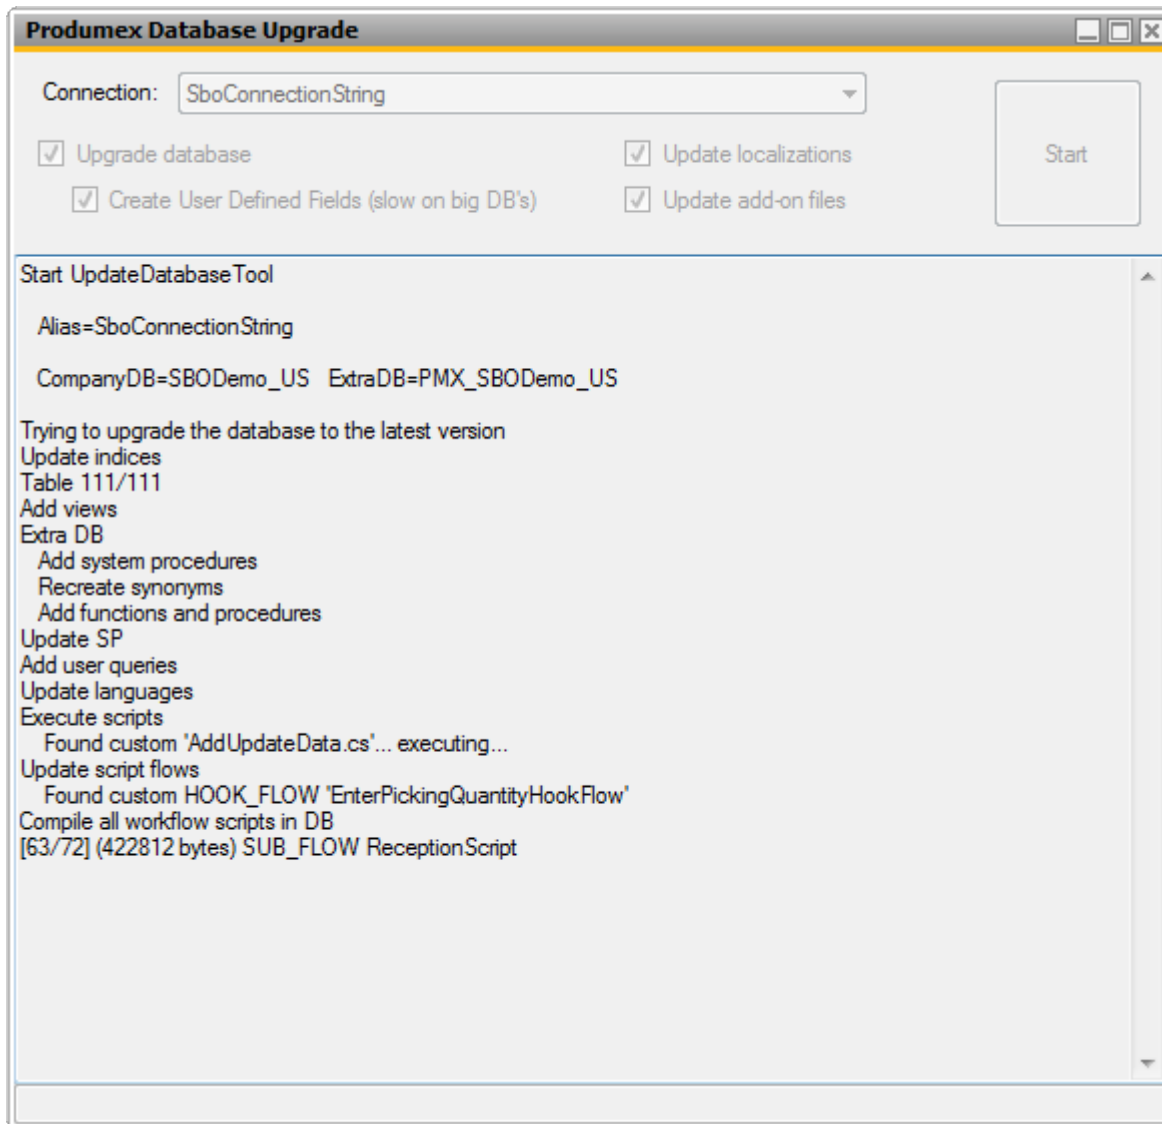 Produmex Database Upgrade
Connection: SboConnectionString
Upgrade database
Update localizations
Start
Create User Defined Fields (slow on big DB's)
Update add-on files
Start UpdateDatabaseTool
Alias=SboConnectionString
CompanyDB=SBODemo_US   ExtraDB=PMX_SBODemo_US
Trying to upgrade the database to the latest version
Update indices
Table 111/111
Add views
Extra DB
Add system procedures
Recreate synonyms
Add functions and procedures
Update SP
Add user queries
Update languages
Execute scripts
Found custom 'AddUpdateData.cs'... executing...
Update script flows
Found custom HOOK_FLOW 'EnterPickingQuantityHookFlow'
Compile all workflow scripts in DB
[63/72] (422812 bytes) SUB_FLOW ReceptionScript